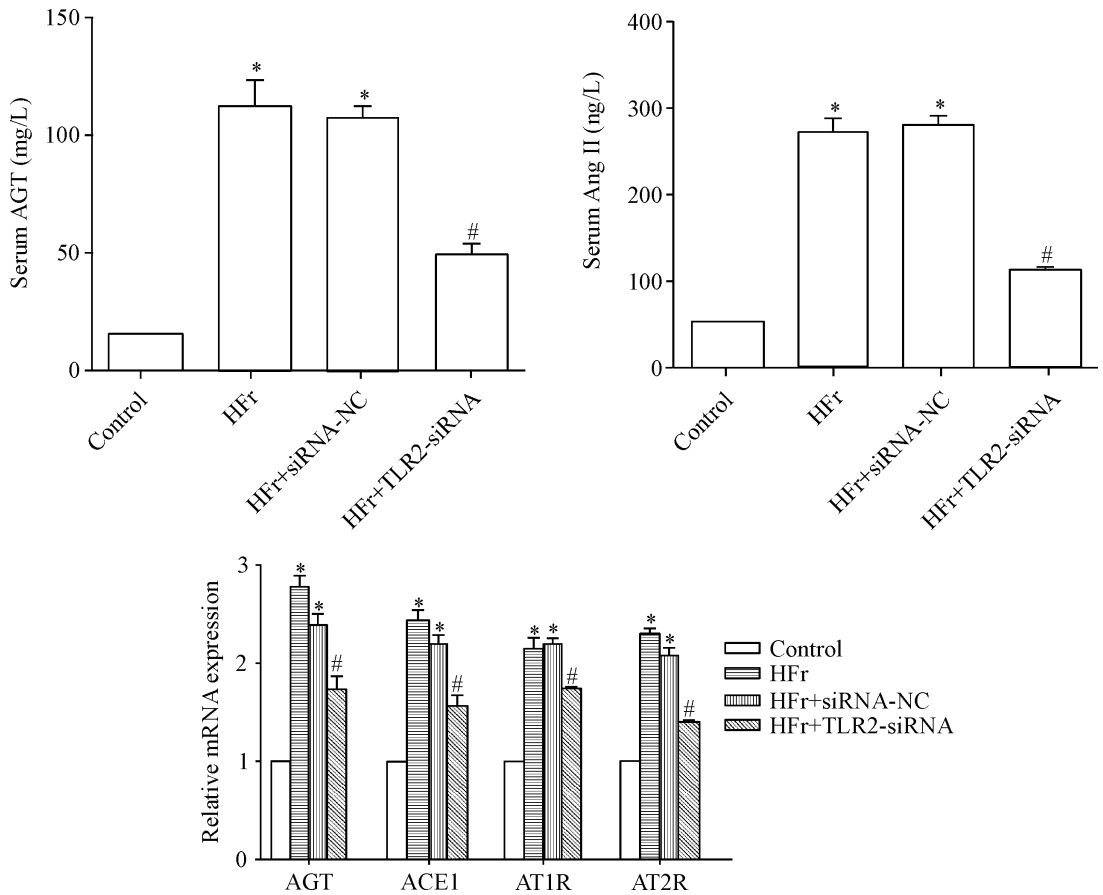 150
100
50
0
Serum AGT (mg/L)
*
*
#
Control
HFr
HFr+siRNA-NC
HFr+TLR2-siRNA
400
300
200
100
0
Serum Ang II (ng/L)
*
*
#
Control
HFr
HFr+siRNA-NC
HFr+TLR2-siRNA
3
2
1
0
Relative mRNA expression
* * #
* * #
* * #
* * #
AGT ACE1 AT1R AT2R
Control
HFr
HFr+siRNA-NC
HFr+TLR2-siRNA